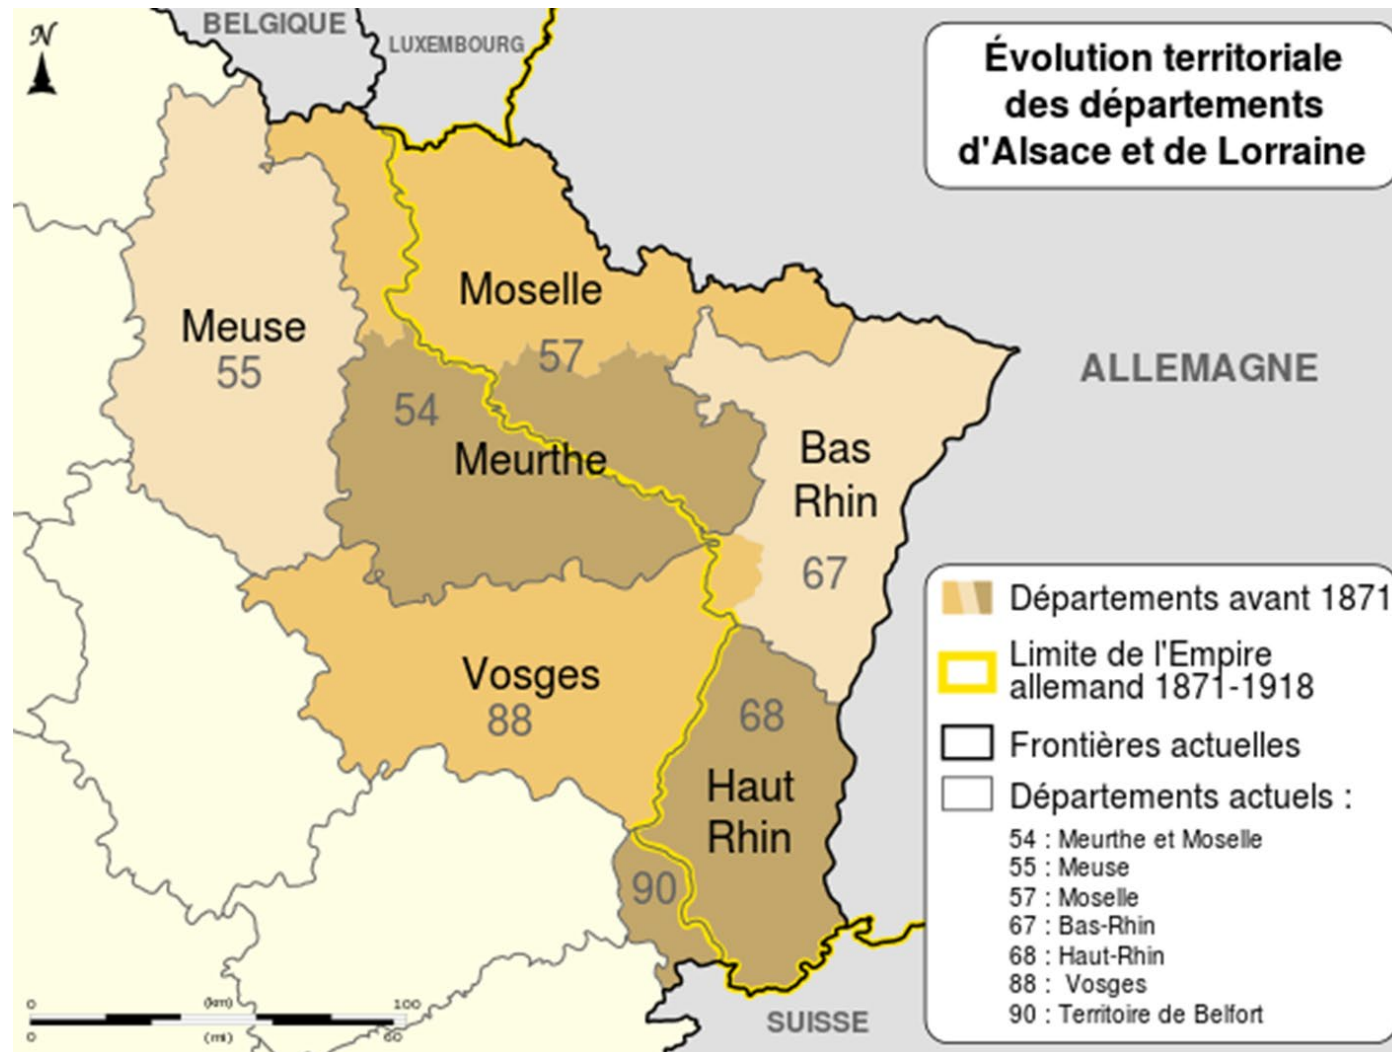 N
BELGIQUE
LUXEMBOURG
Évolution territoriale
des départements
d'Alsace et de Lorraine
Moselle
57
Meuse
55
ALLEMAGNE
54
Meurthe
Bas
Rhin
67
Vosges
88
68
Haut
Rhin
90
SUISSE
Départements avant 1871
Limite de l'Empire
allemand 1871-1918
Frontières actuelles
Départements actuels :
54 : Meurthe et Moselle
55 : Meuse
57 : Moselle
67 : Bas-Rhin
68 : Haut-Rhin
88 : Vosges
90 : Territoire de Belfort
0 (km) 100
0 (mi) 60